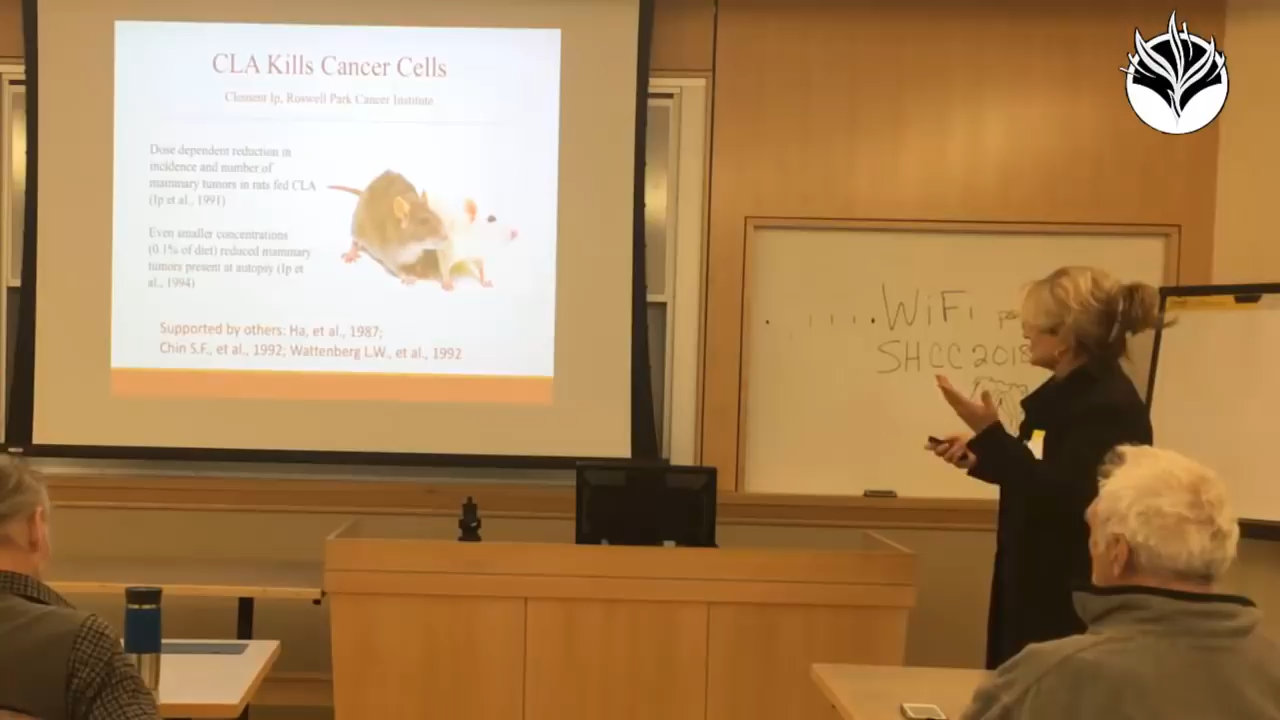 CLA Kills Cancer Cells
Clement Ip, Roswell Park Cancer Institute
Dose dependent reduction in
incidence and number of
mammary tumors in rats fed CLA
(Ip et al., 1991)
Even smaller concentrations
(0.1% of diet) reduced mammary
tumors present at autopsy (Ip et
al., 1994)
Supported by others: Ha, et al., 1987;
Chin S.F., et al., 1992; Wattenberg L.W., et al., 1992
WiFi
SHCC2018